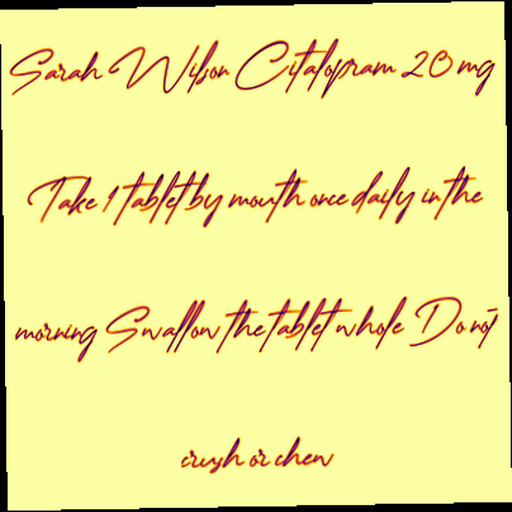 Sarah Wilson Citalopram 20 mg
Take 1 tablet by mouth once daily in the
morning Swallow the tablet whole Do not
crush or chew